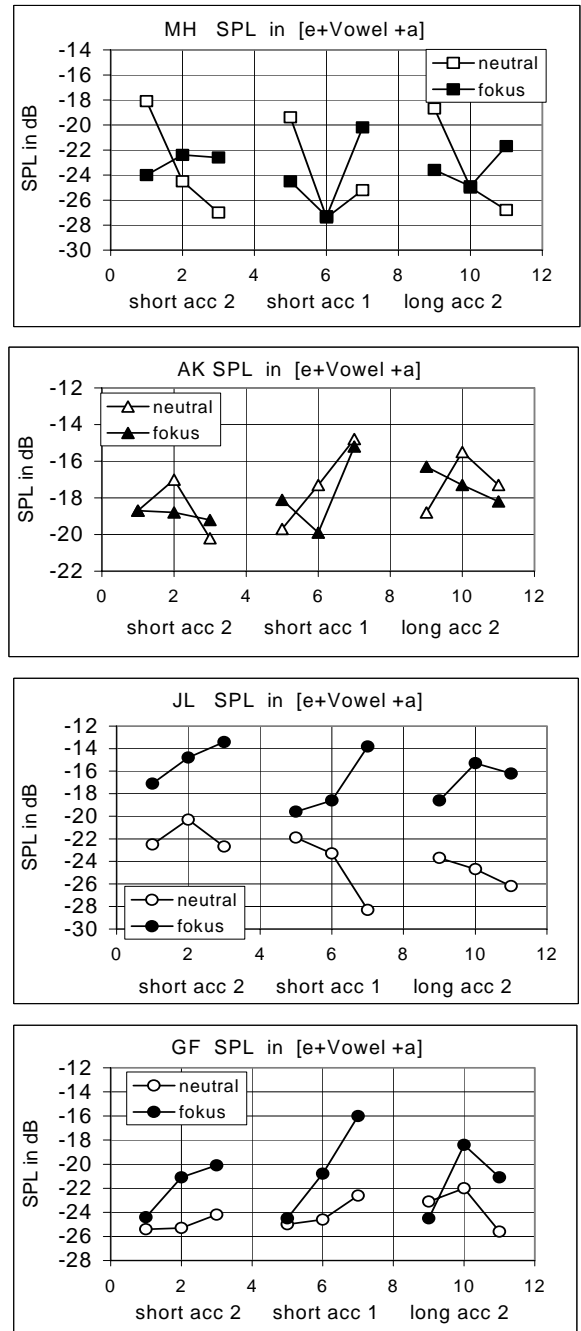 MH SPL in [e+Vowel +a]
SPL in dB
-14
-16
-18
-20
-22
-24
-26
-28
-30
neutral
fokus
0 2 4 6 8 10 12
short acc 2 short acc 1 long acc 2
AK SPL in [e+Vowel +a]
SPL in dB
-12
-14
-16
-18
-20
-22
neutral
fokus
0 2 4 6 8 10 12
short acc 2 short acc 1 long acc 2
JL SPL in [e+Vowel +a]
SPL in dB
-12
-14
-16
-18
-20
-22
-24
-26
-28
-30
neutral
fokus
0 2 4 6 8 10 12
short acc 2 short acc 1 long acc 2
GF SPL in [e+Vowel +a]
SPL in dB
-12
-14
-16
-18
-20
-22
-24
-26
-28
neutral
fokus
0 2 4 6 8 10 12
short acc 2 short acc 1 long acc 2